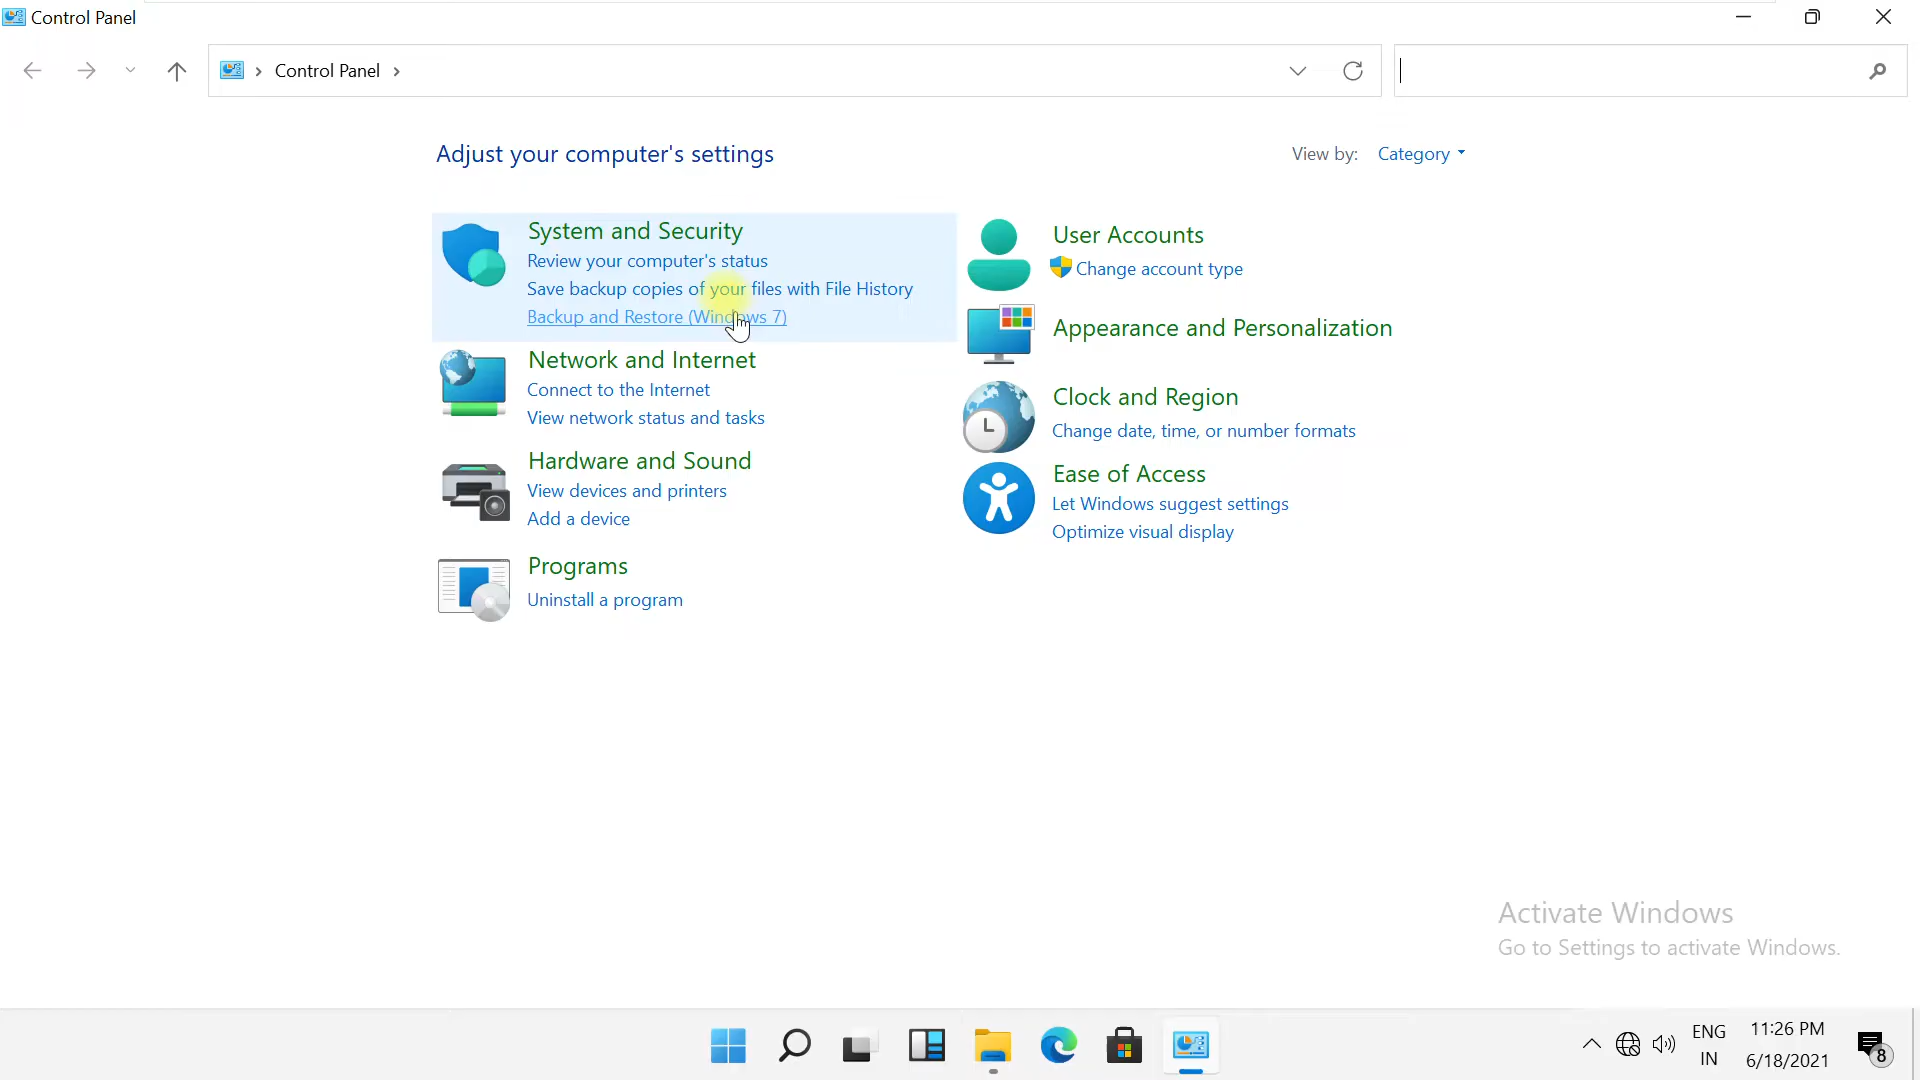 Control Panel
Control Panel
Adjust your computer's settings
View by: Category
System and Security
Review your computer's status
Save backup copies of your files with File History
Backup and Restore (Windows 7)
Network and Internet
Connect to the Internet
View network status and tasks
Hardware and Sound
View devices and printers
Add a device
Programs
Uninstall a program
User Accounts
Change account type
Appearance and Personalization
Clock and Region
Change date, time, or number formats
Ease of Access
Let Windows suggest settings
Optimize visual display
Activate Windows
Go to Settings to activate Windows.
ENG
IN
11:26 PM
6/18/2021
8